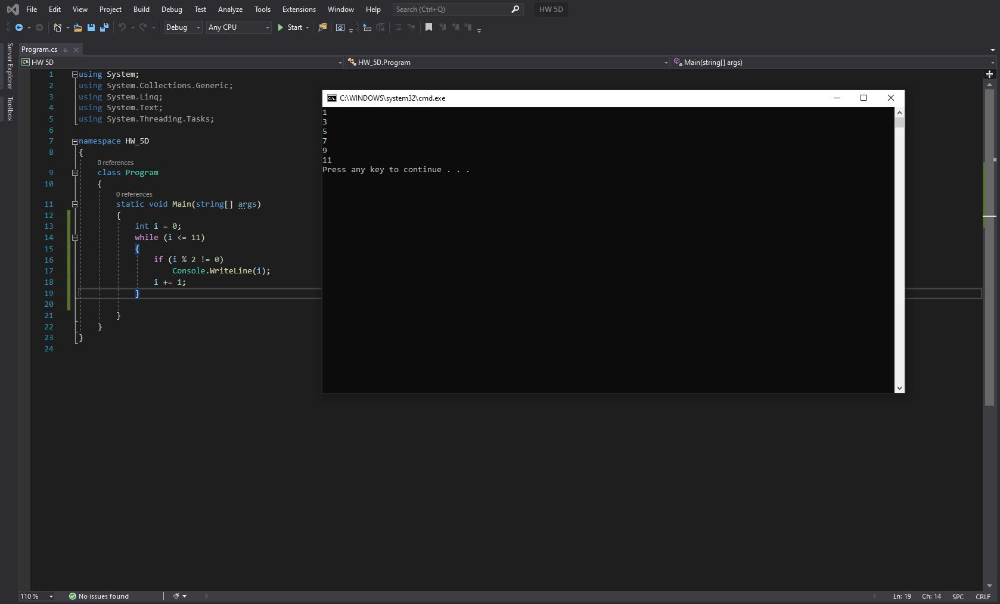 File Edit View Project Build Debug Test Analyze Tools Extensions Window Help Search (Ctrl+Q) HW 5D
Debug Any CPU Start
Server Explorer
Toolbox
Program.cs
C# HW 5D HW_5D.Program Main(string[] args)
1 using System;
2 using System.Collections.Generic;
3 using System.Linq;
4 using System.Text;
5 using System.Threading.Tasks;
6
7 namespace HW_5D
8 {
0 references
9 class Program
10 {
0 references
11 static void Main(string[] args)
12 {
13 int i = 0;
14 while (i <= 11)
15 {
16 if (i % 2 != 0)
17 Console.WriteLine(i);
18 i += 1;
19 }
20
21 }
22 }
23 }
24
C:\WINDOWS\system32\cmd.exe
1
3
5
7
9
11
Press any key to continue . . .
110 % No issues found Ln: 19 Ch: 14 SPC CRLF